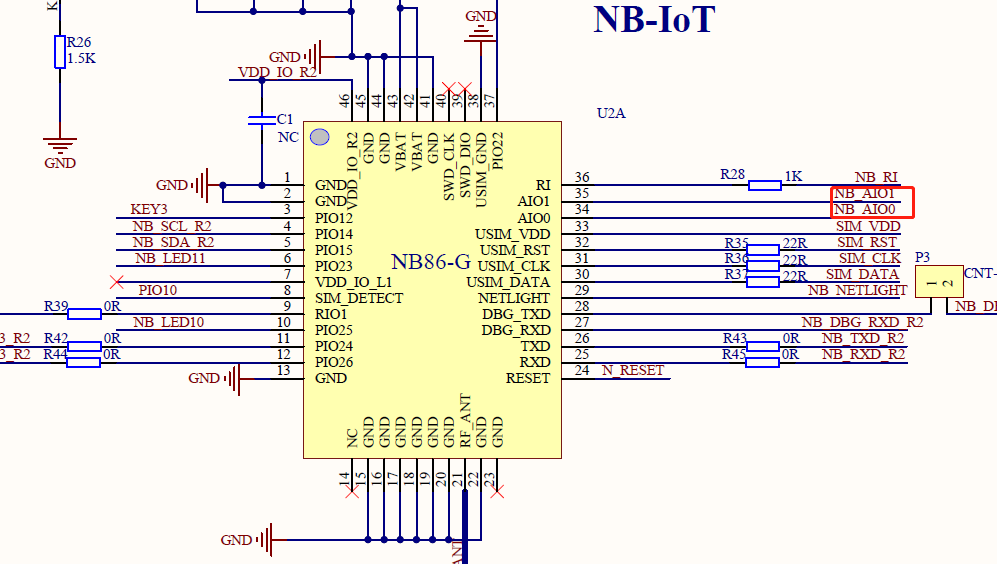 NB-IoT
K
R26
1.5K
GND
GND
GND
VDD_IO_R2
C1
NC
U2A
46 45 44 43 42 41 40 39 38 37
VDD_IO_R2 GND GND VBAT VBAT GND SWD_CLK SWD_DIO USIM_GND PIO22
GND 1 GND
2 GND
KEY3 3 PIO12
NB_SCL_R2 4 PIO14
NB_SDA_R2 5 PIO15
NB_LED11 6 PIO23
7 VDD_IO_L1
PIO10 8 SIM_DETECT
R39 0R 9 RIO1
NB_LED10 10 PIO25
3_R2 R42 0R 11 PIO24
3_R2 R44 0R 12 PIO26
GND 13 GND
NB86-G
RI 36 R28 1K NB_RI
AIO1 35 NB_AIO1
AIO0 34 NB_AIO0
USIM_VDD 33 SIM_VDD
USIM_RST 32 R35 22R SIM_RST
USIM_CLK 31 R36 22R SIM_CLK
USIM_DATA 30 R37 22R SIM_DATA
NETLIGHT 29 NB_NETLIGHT
DBG_TXD 28
DBG_RXD 27 NB_DBG_RXD_R2
TXD 26 R43 0R NB_TXD_R2
RXD 25 R45 0R NB_RXD_R2
RESET 24 N_RESET
P3
1 2
CNT-
NB_D
NC GND GND GND GND GND GND RF_ANT GND GND
14 15 16 17 18 19 20 21 22 23
GND
ANT